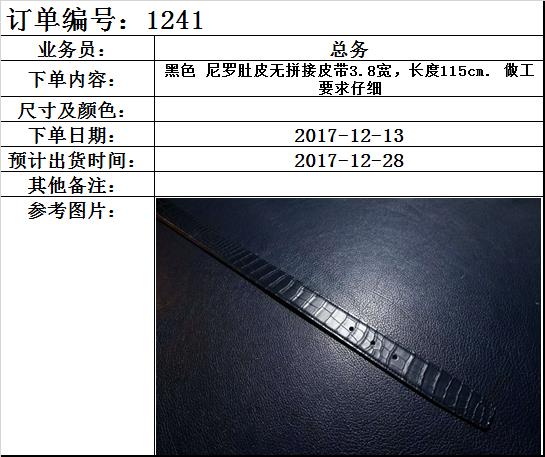 订单编号：1241
业务员： 总务
下单内容： 黑色 尼罗肚皮无拼接皮带3.8宽，长度115cm. 做工
要求仔细
尺寸及颜色：
下单日期： 2017-12-13
预计出货时间： 2017-12-28
其他备注：
参考图片：